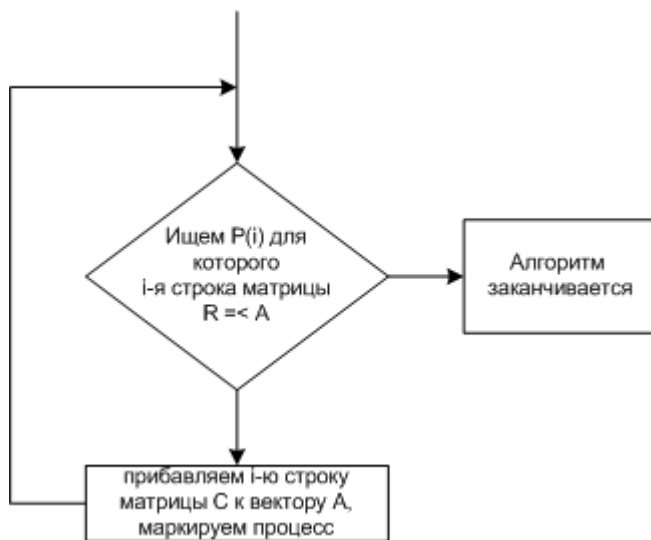 Ищем P(i) для
которого
i-я строка матрицы
R =< A
Алгоритм
заканчивается
прибавляем i-ю строку
матрицы C к вектору A,
маркируем процесс